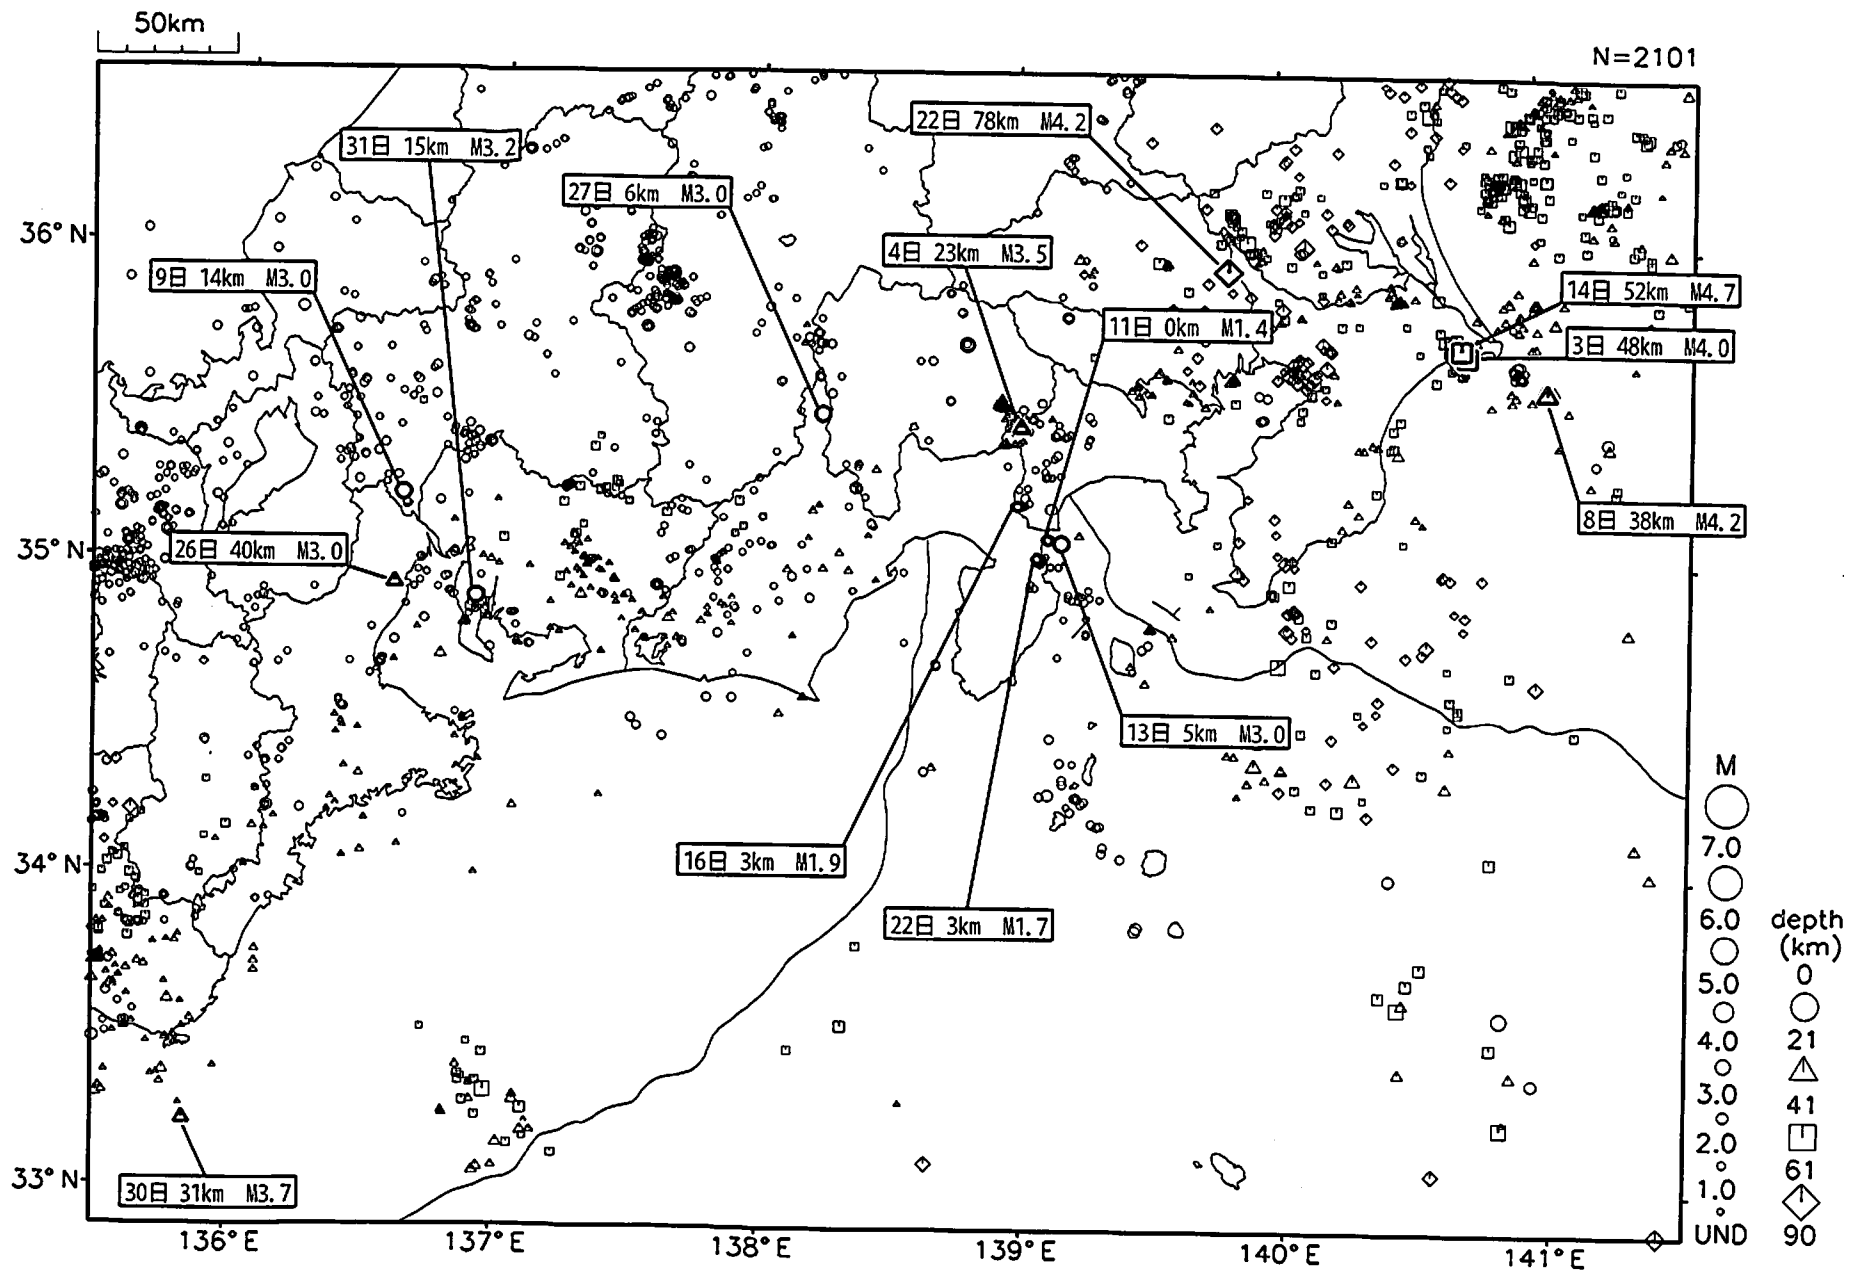 50km
N=2101
22日 78km M4.2
31日 15km M3.2
27日 6km M3.0
36°N
4日 23km M3.5
9日 14km M3.0
14日 52km M4.7
11日 0km M1.4
3日 48km M4.0
8日 38km M4.2
35°N
26日 40km M3.0
13日 5km M3.0
34°N
16日 3km M1.9
22日 3km M1.7
33°N
30日 31km M3.7
136°E
137°E
138°E
139°E
140°E
141°E
M
7.0
6.0
5.0
4.0
3.0
2.0
1.0
UND
depth
(km)
0
21
41
61
90